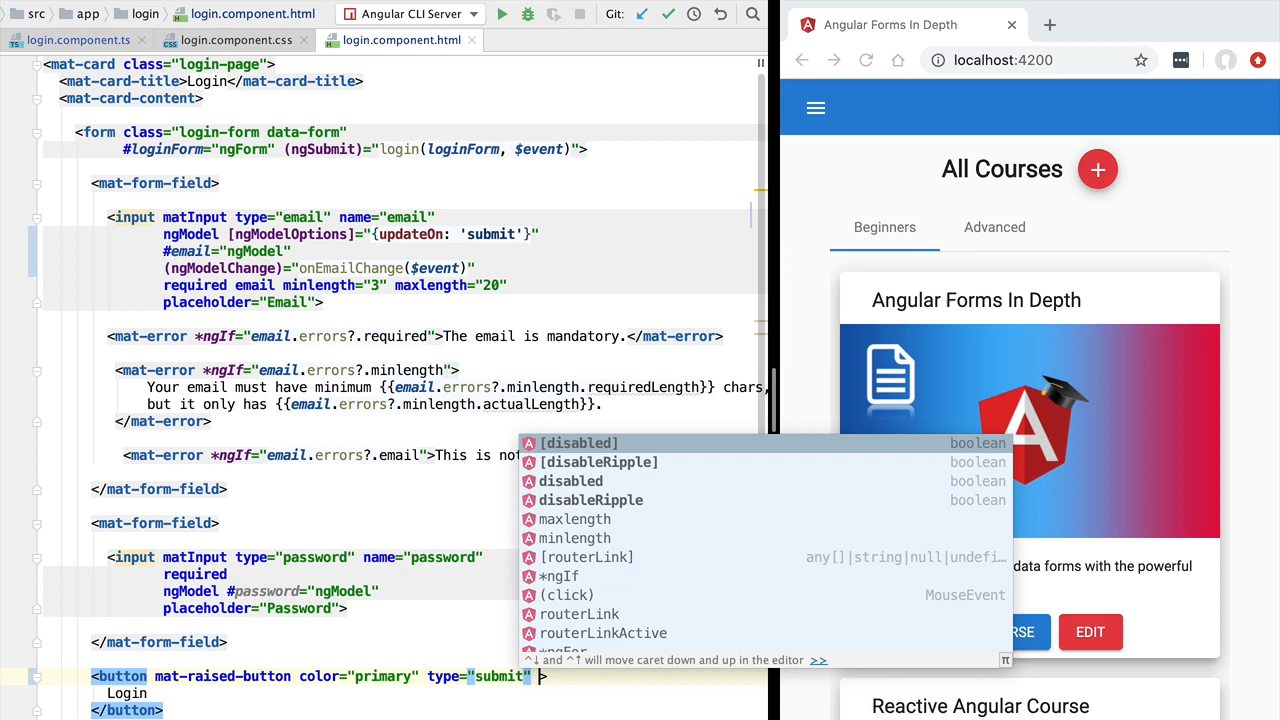 src app login login.component.html Angular CLI Server Git:
login.component.ts login.component.css login.component.html
<mat-card class="login-page">
<mat-card-title>Login</mat-card-title>
<mat-card-content>
<form class="login-form data-form"
#loginForm="ngForm" (ngSubmit)="login(loginForm, $event)">
<mat-form-field>
<input matInput type="email" name="email"
ngModel [ngModelOptions]="{updateOn: 'submit'}"
#email="ngModel"
(ngModelChange)="onEmailChange($event)"
required email minlength="3" maxlength="20"
placeholder="Email">
<mat-error *ngIf="email.errors?.required">The email is mandatory.</mat-error>
<mat-error *ngIf="email.errors?.minlength">
Your email must have minimum {{email.errors?.minlength.requiredLength}} chars,
but it only has {{email.errors?.minlength.actualLength}}.
</mat-error>
<mat-error *ngIf="email.errors?.email">This is not
</mat-form-field>
<mat-form-field>
<input matInput type="password" name="password"
required
ngModel #password="ngModel"
placeholder="Password">
</mat-form-field>
<button mat-raised-button color="primary" type="submit" >
Login
</button>
[disabled] boolean
[disableRipple] boolean
disabled boolean
disableRipple boolean
maxlength
minlength
[routerLink] any[]|string|null|undefi…
*ngIf
(click) MouseEvent
routerLink
routerLinkActive
*ngFor
^↓ and ^↑ will move caret down and up in the editor >> π
Angular Forms In Depth
localhost:4200
All Courses +
Beginners Advanced
Angular Forms In Depth
A
data forms with the powerful
RSE EDIT
Reactive Angular Course